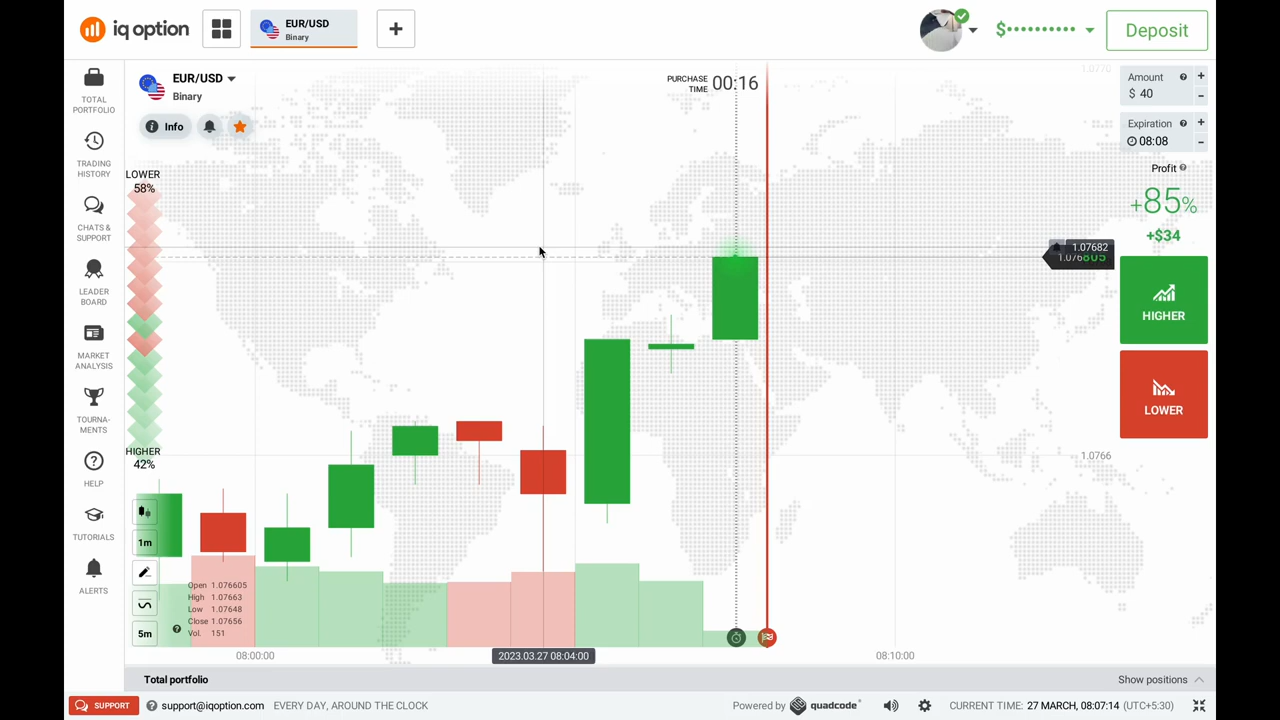 iq option
EUR/USD
Binary
+
$••••••••••
Deposit
TOTAL
PORTFOLIO
TRADING
HISTORY
CHATS &
SUPPORT
LEADER
BOARD
MARKET
ANALYSIS
TOURNA-
MENTS
HELP
TUTORIALS
ALERTS
EUR/USD
Binary
Info
LOWER
58%
HIGHER
42%
1m
5m
PURCHASE
TIME
00:16
1.0770
1.07682
1.076805
1.0766
Open 1.076605
High 1.07663
Low 1.07648
Close 1.07656
Vol. 151
08:00:00
2023.03.27 08:04:00
08:10:00
Amount
$ 40
Expiration
08:08
Profit
+85%
+$34
HIGHER
LOWER
Total portfolio
Show positions
SUPPORT
support@iqoption.com
EVERY DAY, AROUND THE CLOCK
Powered by quadcode
CURRENT TIME: 27 MARCH, 08:07:14 (UTC+5:30)